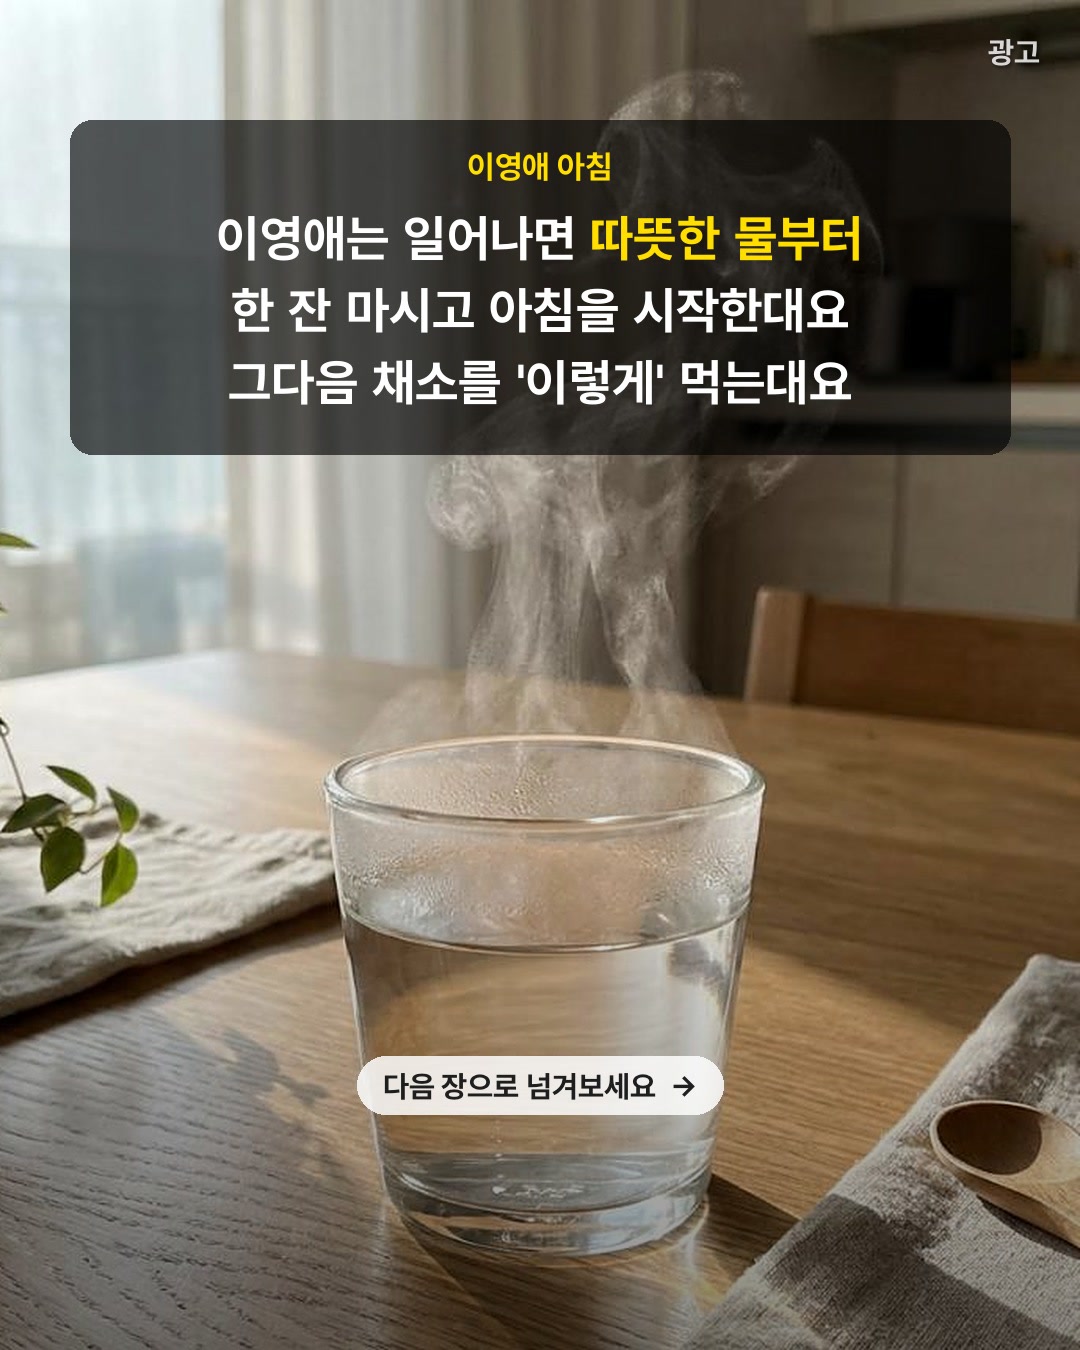 광고
이영애 아침
이영애는 일어나면 따뜻한 물부터
한 잔 마시고 아침을 시작한대요
그다음 채소를 '이렇게' 먹는대요
다음 장으로 넘겨보세요 →